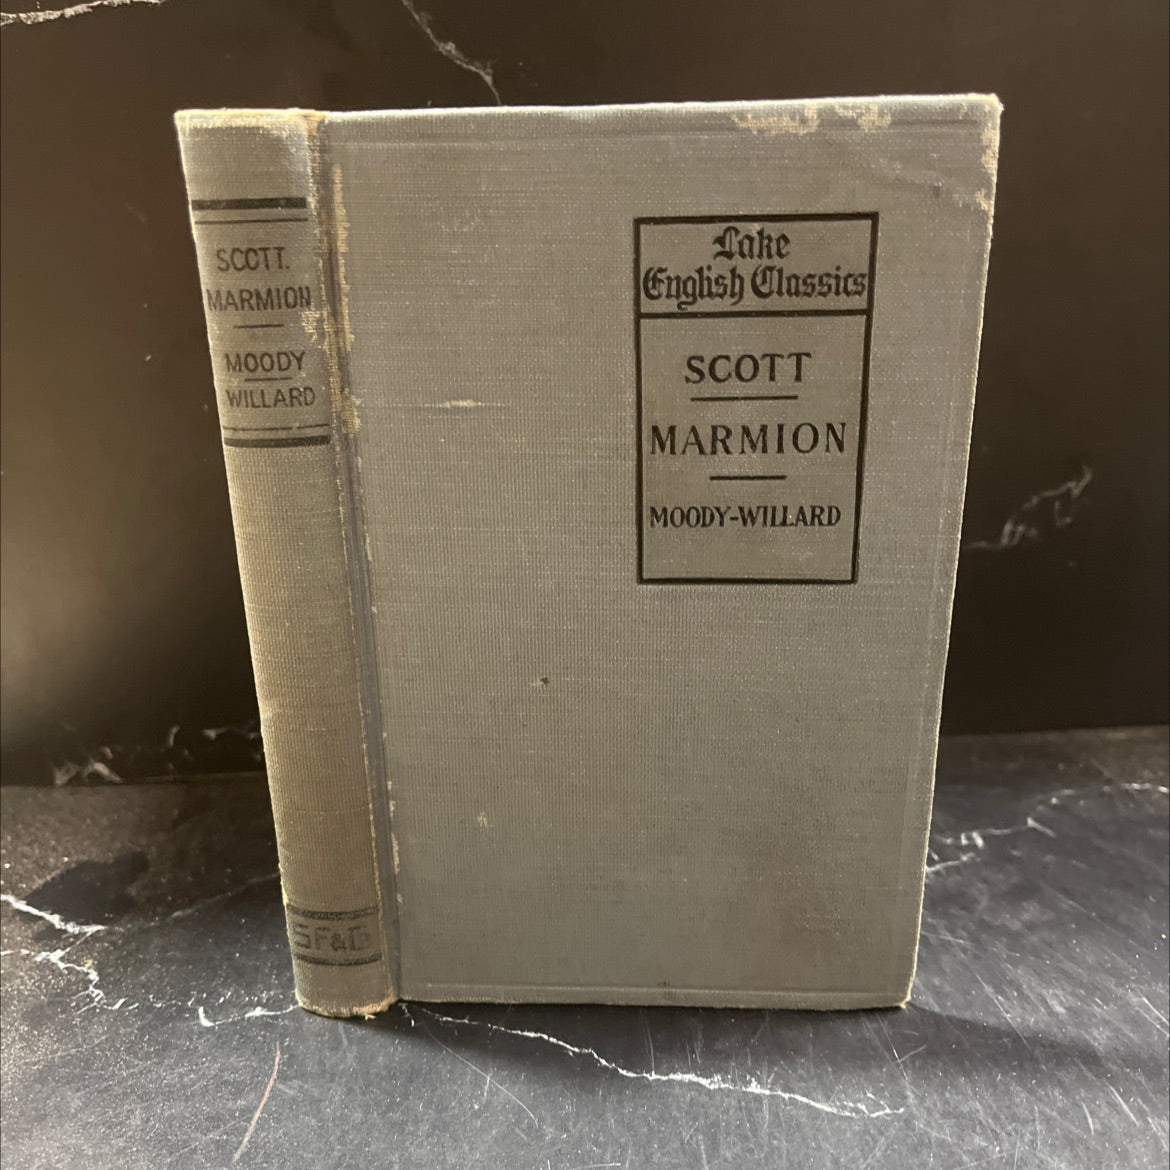 SCOTT.
MARMION
MOODY
WILLARD
SF&G
Lake
English Classics
SCOTT
MARMION
MOODY-WILLARD